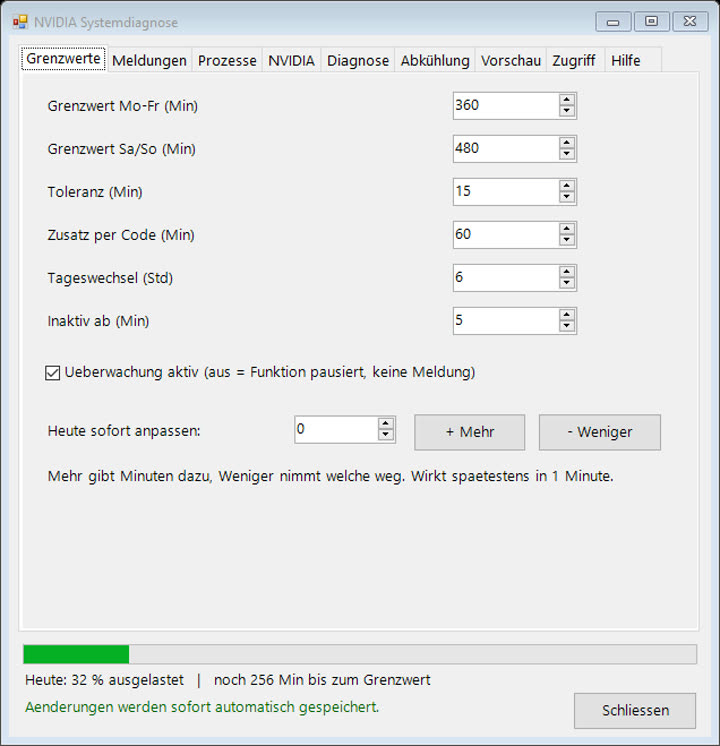 NVIDIA Systemdiagnose
Grenzwerte Meldungen Prozesse NVIDIA Diagnose Abkühlung Vorschau Zugriff Hilfe
Grenzwert Mo-Fr (Min) 360
Grenzwert Sa/So (Min) 480
Toleranz (Min) 15
Zusatz per Code (Min) 60
Tageswechsel (Std) 6
Inaktiv ab (Min) 5
Ueberwachung aktiv (aus = Funktion pausiert, keine Meldung)
Heute sofort anpassen: 0 + Mehr - Weniger
Mehr gibt Minuten dazu, Weniger nimmt welche weg. Wirkt spaetestens in 1 Minute.
Heute: 32 % ausgelastet | noch 256 Min bis zum Grenzwert
Aenderungen werden sofort automatisch gespeichert.
Schliessen